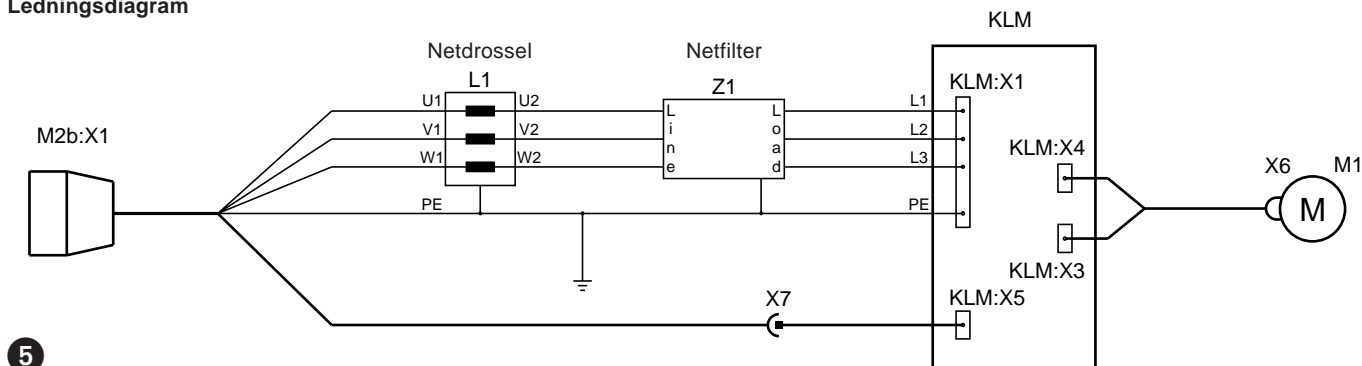 Ledningsdiagram
KLM
Netdrossel
Netfilter
L1
Z1
KLM:X1
U1
U2
L
L
L1
M2b:X1
V1
V2
i
o
L2
n
a
KLM:X4
W1
W2
e
d
L3
X6
M1
PE
PE
M
KLM:X3
X7
KLM:X5
5